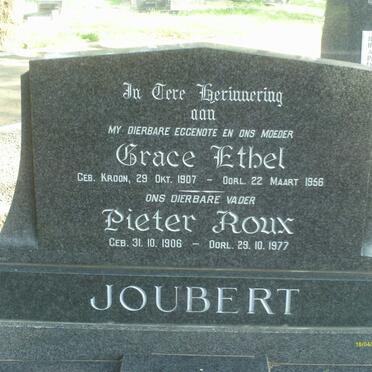 In Tere Herinnering
aan
MY DIERBARE EGGENOTE EN ONS MOEDER
Grace Ethel
GEB. KROON, 29 OKT. 1907 - OORL. 22 MAART 1956
ONS DIERBARE VADER
Pieter Roux
GEB. 31. 10. 1906 - OORL. 29. 10. 1977
JOUBERT